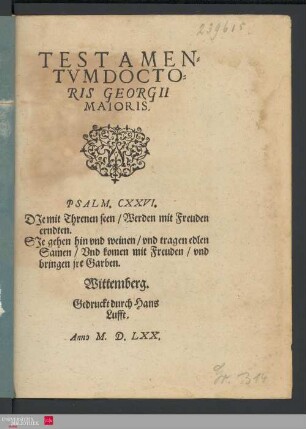 239615.
TESTAMEN-
TVM DOCTO-
RIS GEORGII
MAIORIS.
PSALM. CXXVI.
DJe mit Threnen seen / Werden mit Freuden
erndten.
SJe gehen hin vnd weinen / vnd tragen edlen
Samen / Vnd komen mit Freuden / vnd
bringen jre Garben.
Wittemberg.
Gedruckt durch Hans
Lufft.
Anno M. D. LXX.